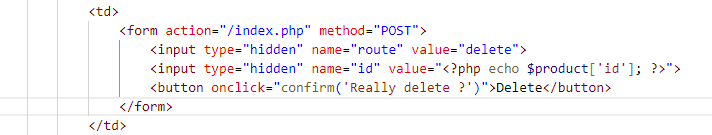 <td>
<form action="/index.php" method="POST">
<input type="hidden" name="route" value="delete">
<input type="hidden" name="id" value="<?php echo $product['id']; ?>">
<button onclick="confirm('Really delete ?')">Delete</button>
</form>
</td>